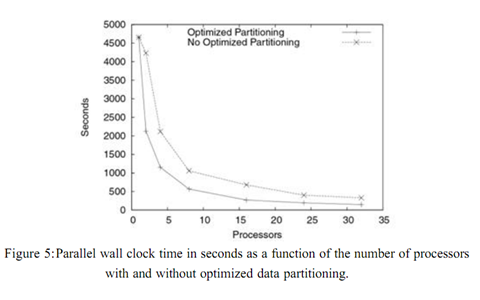 5000
Optimized Partitioning
4500
No Optimized Partitioning
4000
3500
3000
Seconds
2500
2000
1500
1000
500
0
0 5 10 15 20 25 30 35
Processors
Figure 5:Parallel wall clock time in seconds as a function of the number of processors
with and without optimized data partitioning.